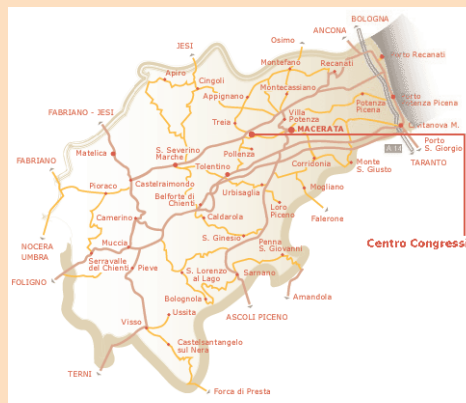 BOLOGNA
ANCONA
Osimo
JESI
Porto Recanati
Montefano
Recanati
Apiro
Cingoli
Montecassiano
Appignano
Potenza
Picena
Porto
Potenza Picena
FABRIANO - JESI
Treia
Villa
Potenza
MACERATA
Civitanova M.
Porto
S. Giorgio
A 14
TARANTO
Matelica
S. Severino
Marche
Pollenza
Corridonia
Monte
S. Giusto
FABRIANO
Tolentino
Pioraco
Castelraimondo
Belforte di
Chienti
Urbisaglia
Mogliano
Loro
Piceno
Falerone
Camerino
Caldarola
NOCERA
UMBRA
Muccia
S. Ginesio
Penna
S. Giovanni
Centro Congressi
Serravalle
del Chienti
Pieve
FOLIGNO
S. Lorenzo
al Lago
Sarnano
Bolognola
Amandola
Ussita
ASCOLI PICENO
Visso
Castelsantangelo
sul Nera
TERNI
Forca di Presta